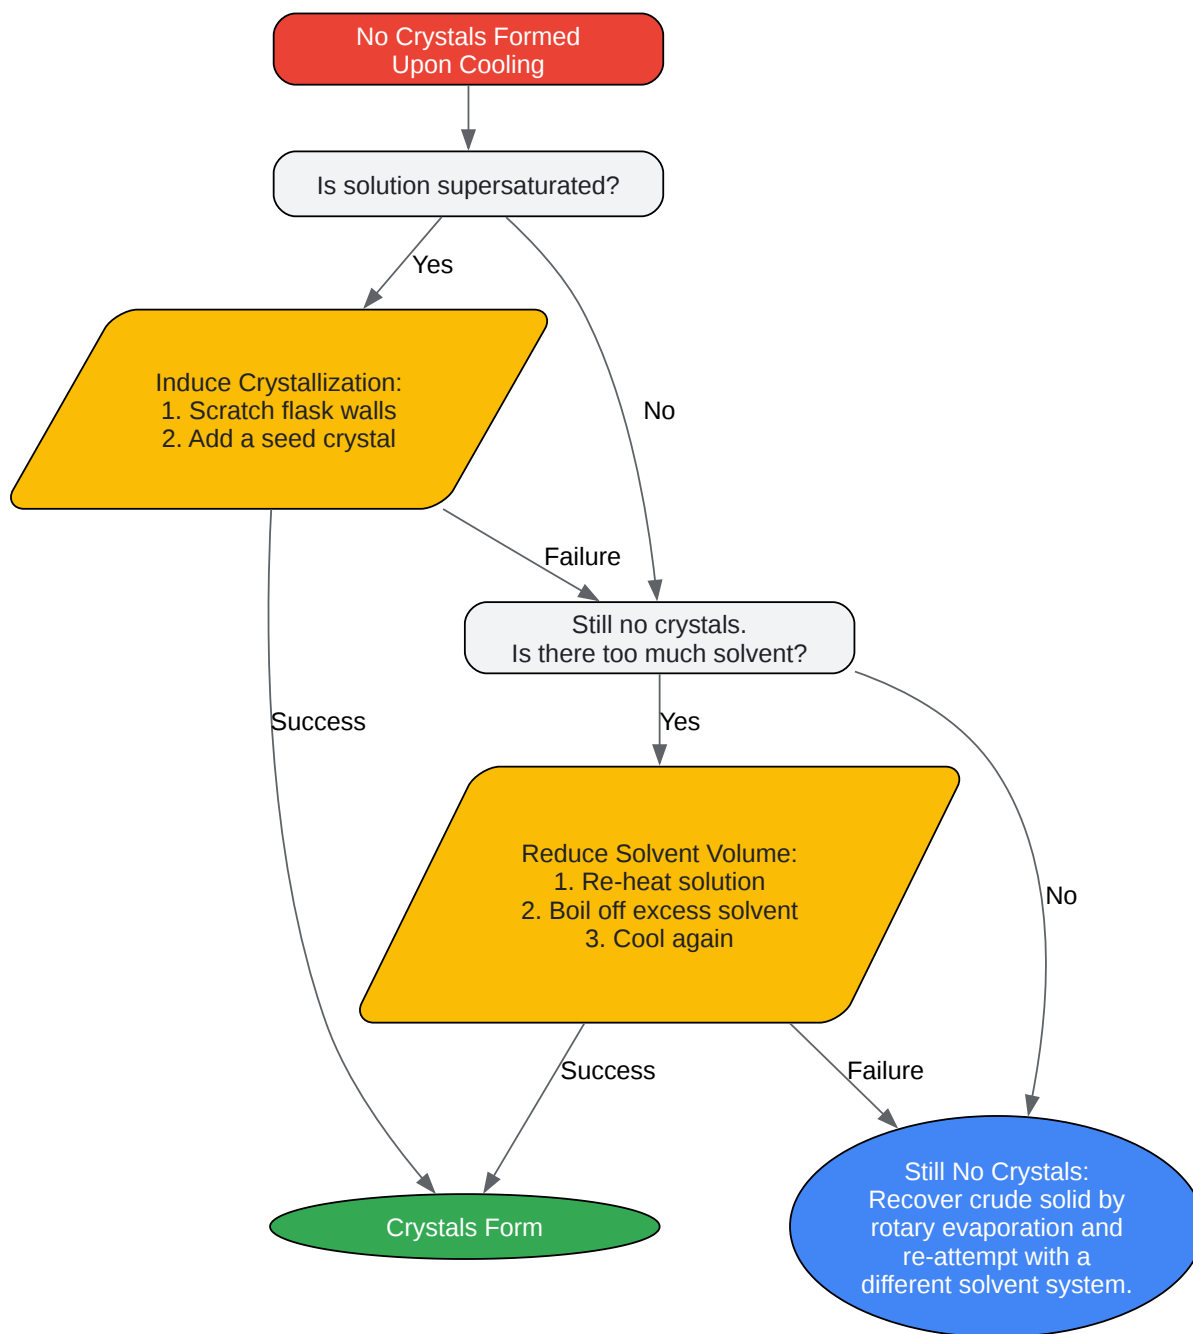 No Crystals Formed
Upon Cooling
Is solution supersaturated?
Yes
Induce Crystallization:
1. Scratch flask walls
2. Add a seed crystal
No
Failure
Still no crystals.
Is there too much solvent?
Success
Yes
Reduce Solvent Volume:
1. Re-heat solution
2. Boil off excess solvent
3. Cool again
No
Success
Failure
Still No Crystals:
Recover crude solid by
rotary evaporation and
re-attempt with a
different solvent system.
Crystals Form